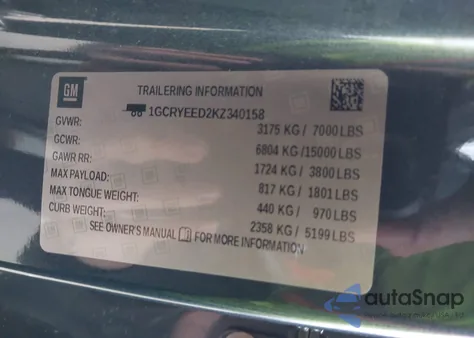 GM
TRAILERING INFORMATION
1GCRYEED2KZ340158
GVWR: 3175 KG / 7000 LBS
GCWR: 6804 KG /15000 LBS
GAWR RR: 1724 KG / 3800 LBS
MAX PAYLOAD: 817 KG / 1801 LBS
MAX TONGUE WEIGHT: 440 KG / 970 LBS
CURB WEIGHT: 2358 KG / 5199 LBS
SEE OWNER'S MANUAL FOR MORE INFORMATION
autoSnap